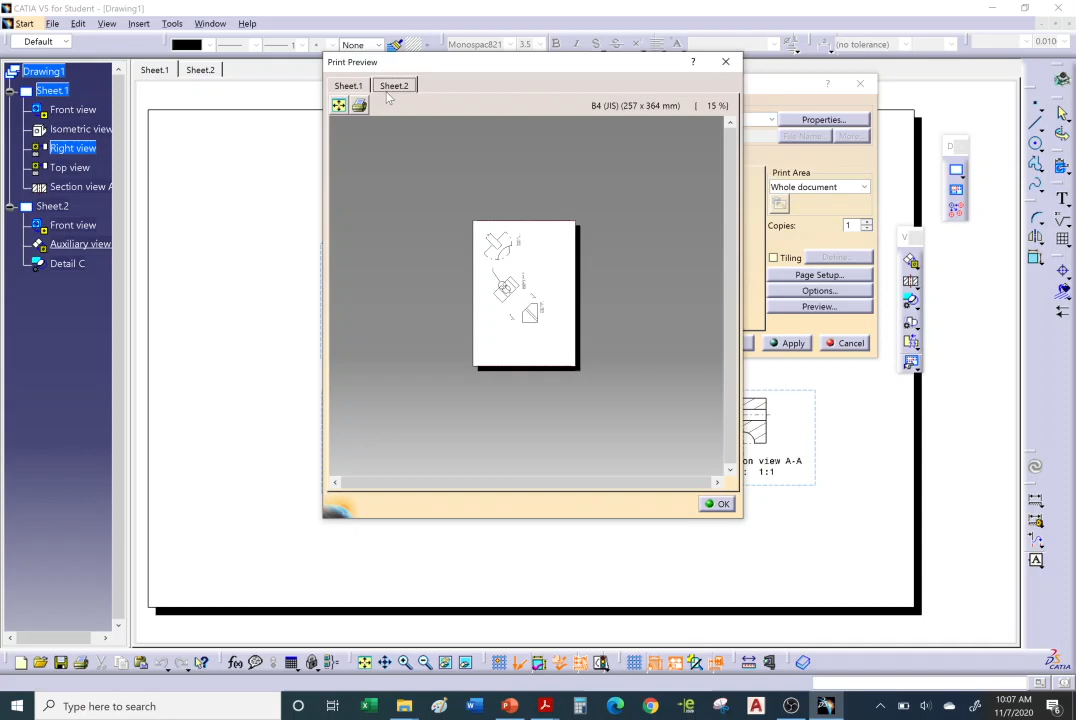 CATIA V5 for Student - [Drawing1]
Start File Edit View Insert Tools Window Help
Default 1 None Monospac821 3.5 (no tolerance) 0.010
Drawing1
Sheet.1
Front view
Isometric view
Right view
Top view
Section view A
Sheet.2
Front view
Auxiliary view
Detail C
Sheet.1 Sheet.2
Print Preview
Sheet.1 Sheet.2
B4 (JIS) (257 x 364 mm) [ 15 %]
OK
Properties...
File Name... More...
Print Area
Whole document
Copies: 1
Tiling Define...
Page Setup...
Options...
Preview...
Apply Cancel
D
V
on view A-A
: 1:1
CATIA
Type here to search
10:07 AM
11/7/2020